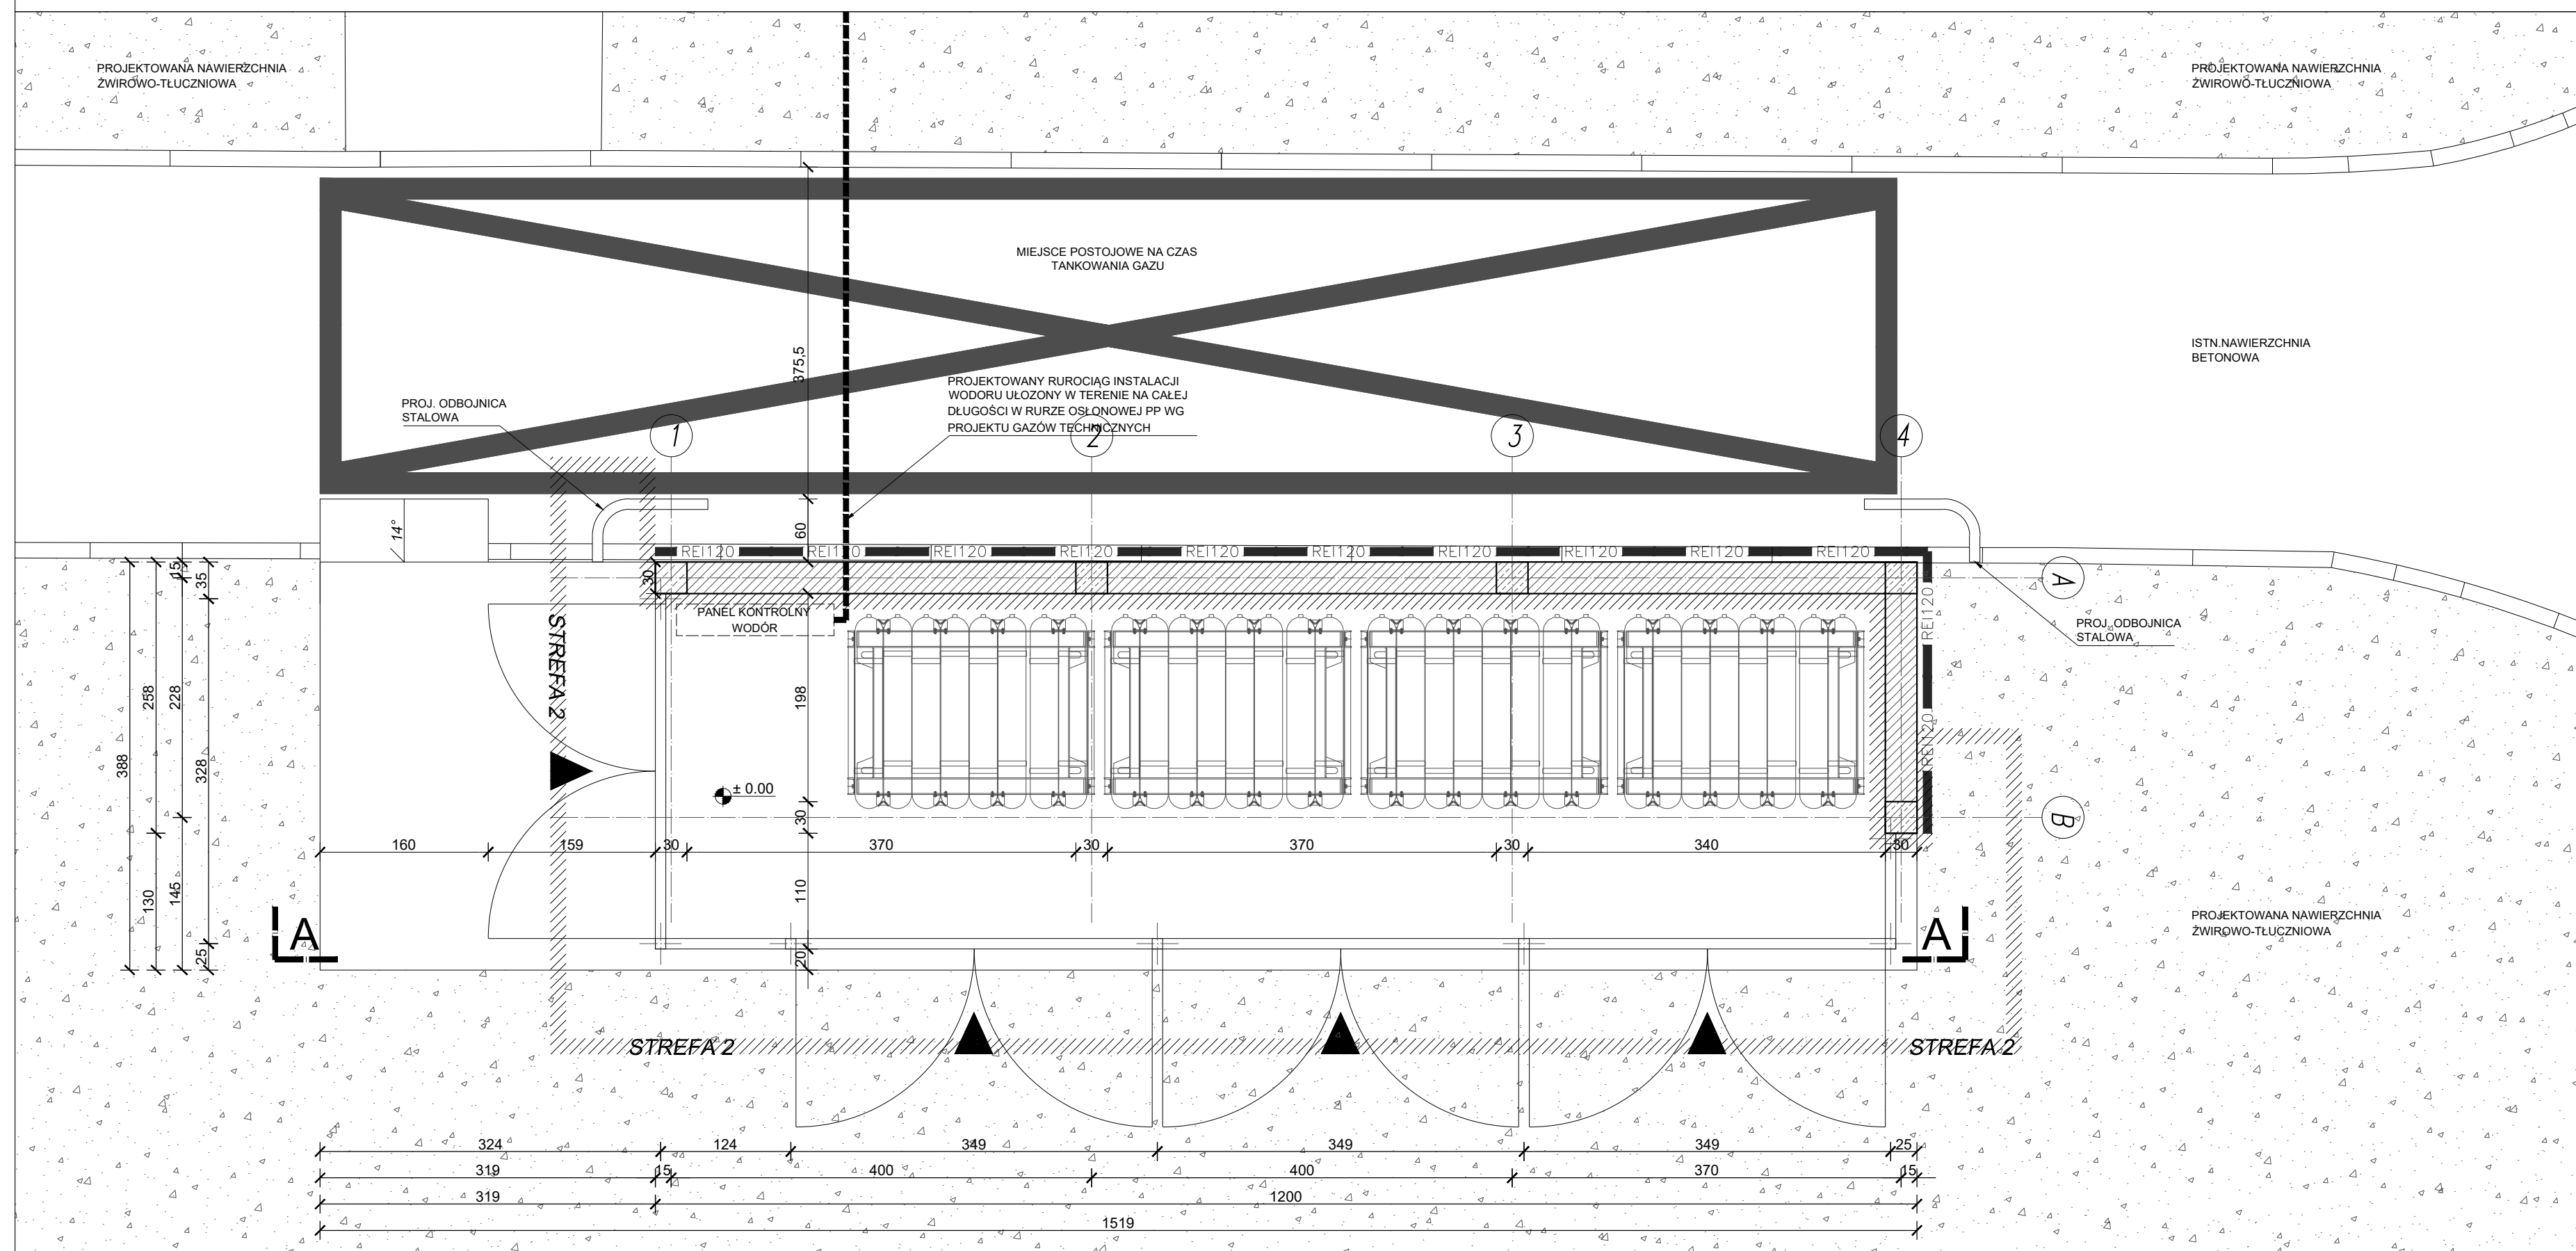 PROJEKTOWANA NAWIERZCHNIA
ŻWIROWO-TŁUCZNIOWA
PROJEKTOWANA NAWIERZCHNIA
ŻWIROWO-TŁUCZNIOWA
MIEJSCE POSTOJOWE NA CZAS
TANKOWANIA GAZU
ISTN.NAWIERZCHNIA
BETONOWA
375,5
PROJEKTOWANY RUROCIĄG INSTALACJI
WODORU UŁOZONY W TERENIE NA CAŁEJ
DŁUGOŚCI W RURZE OSŁONOWEJ PP WG
PROJEKTU GAZÓW TECHNICZNYCH
PROJ. ODBOJNICA
STALOWA
1
2
3
4
14°
60
REI120 REI120 REI120 REI120 REI120 REI120 REI120 REI120 REI120 REI120
15
35
30
A
PANEL KONTROLNY
WODÓR
REI120
PROJ. ODBOJNICA
STALOWA
STREFA 2
258
228
198
REI120
388
328
± 0.00
30
B
160
159
30
370
30
370
30
340
30
130
145
110
25
20
A
A
PROJEKTOWANA NAWIERZCHNIA
ŻWIROWO-TŁUCZNIOWA
STREFA 2
STREFA 2
324
124
349
349
349
25
319
15
400
400
370
15
319
1200
1519